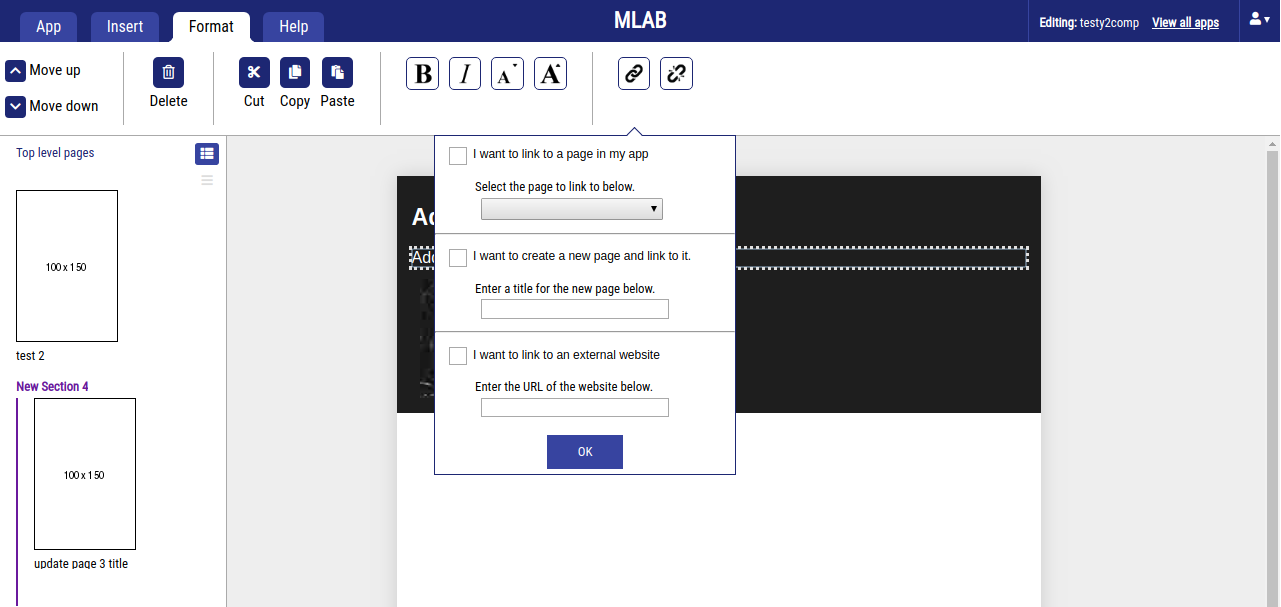 App
Insert
Format
Help
MLAB
Editing: testy2comp
View all apps
Move up
Move down
Delete
Cut
Copy
Paste
B
I
A
A
Top level pages
100 x 150
test 2
New Section 4
100 x 150
update page 3 title
I want to link to a page in my app
Select the page to link to below.
I want to create a new page and link to it.
Enter a title for the new page below.
I want to link to an external website
Enter the URL of the website below.
OK